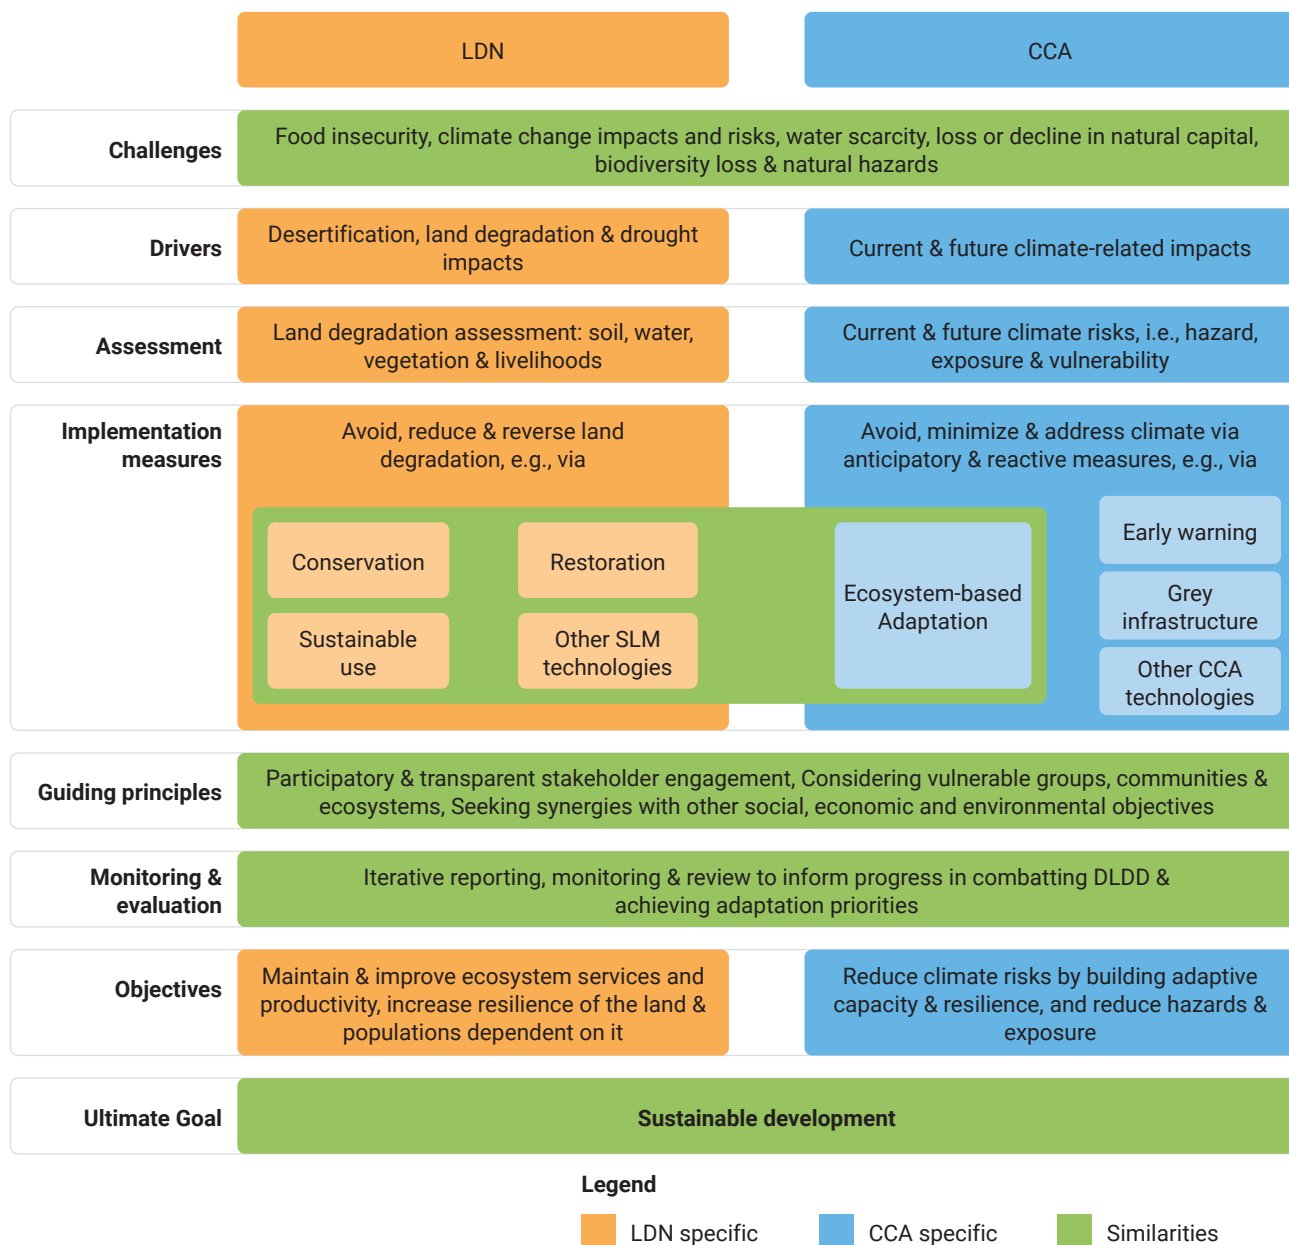 LDN
CCA
Challenges
Food insecurity, climate change impacts and risks, water scarcity, loss or decline in natural capital,
biodiversity loss & natural hazards
Drivers
Desertification, land degradation & drought
impacts
Current & future climate-related impacts
Assessment
Land degradation assessment: soil, water,
vegetation & livelihoods
Current & future climate risks, i.e., hazard,
exposure & vulnerability
Implementation
measures
Avoid, reduce & reverse land
degradation, e.g., via
Conservation
Restoration
Sustainable
use
Other SLM
technologies
Avoid, minimize & address climate via
anticipatory & reactive measures, e.g., via
Ecosystem-based
Adaptation
Early warning
Grey
infrastructure
Other CCA
technologies
Guiding principles
Participatory & transparent stakeholder engagement, Considering vulnerable groups, communities &
ecosystems, Seeking synergies with other social, economic and environmental objectives
Monitoring &
evaluation
Iterative reporting, monitoring & review to inform progress in combatting DLDD &
achieving adaptation priorities
Objectives
Maintain & improve ecosystem services and
productivity, increase resilience of the land &
populations dependent on it
Reduce climate risks by building adaptive
capacity & resilience, and reduce hazards &
exposure
Ultimate Goal
Sustainable development
Legend
LDN specific
CCA specific
Similarities